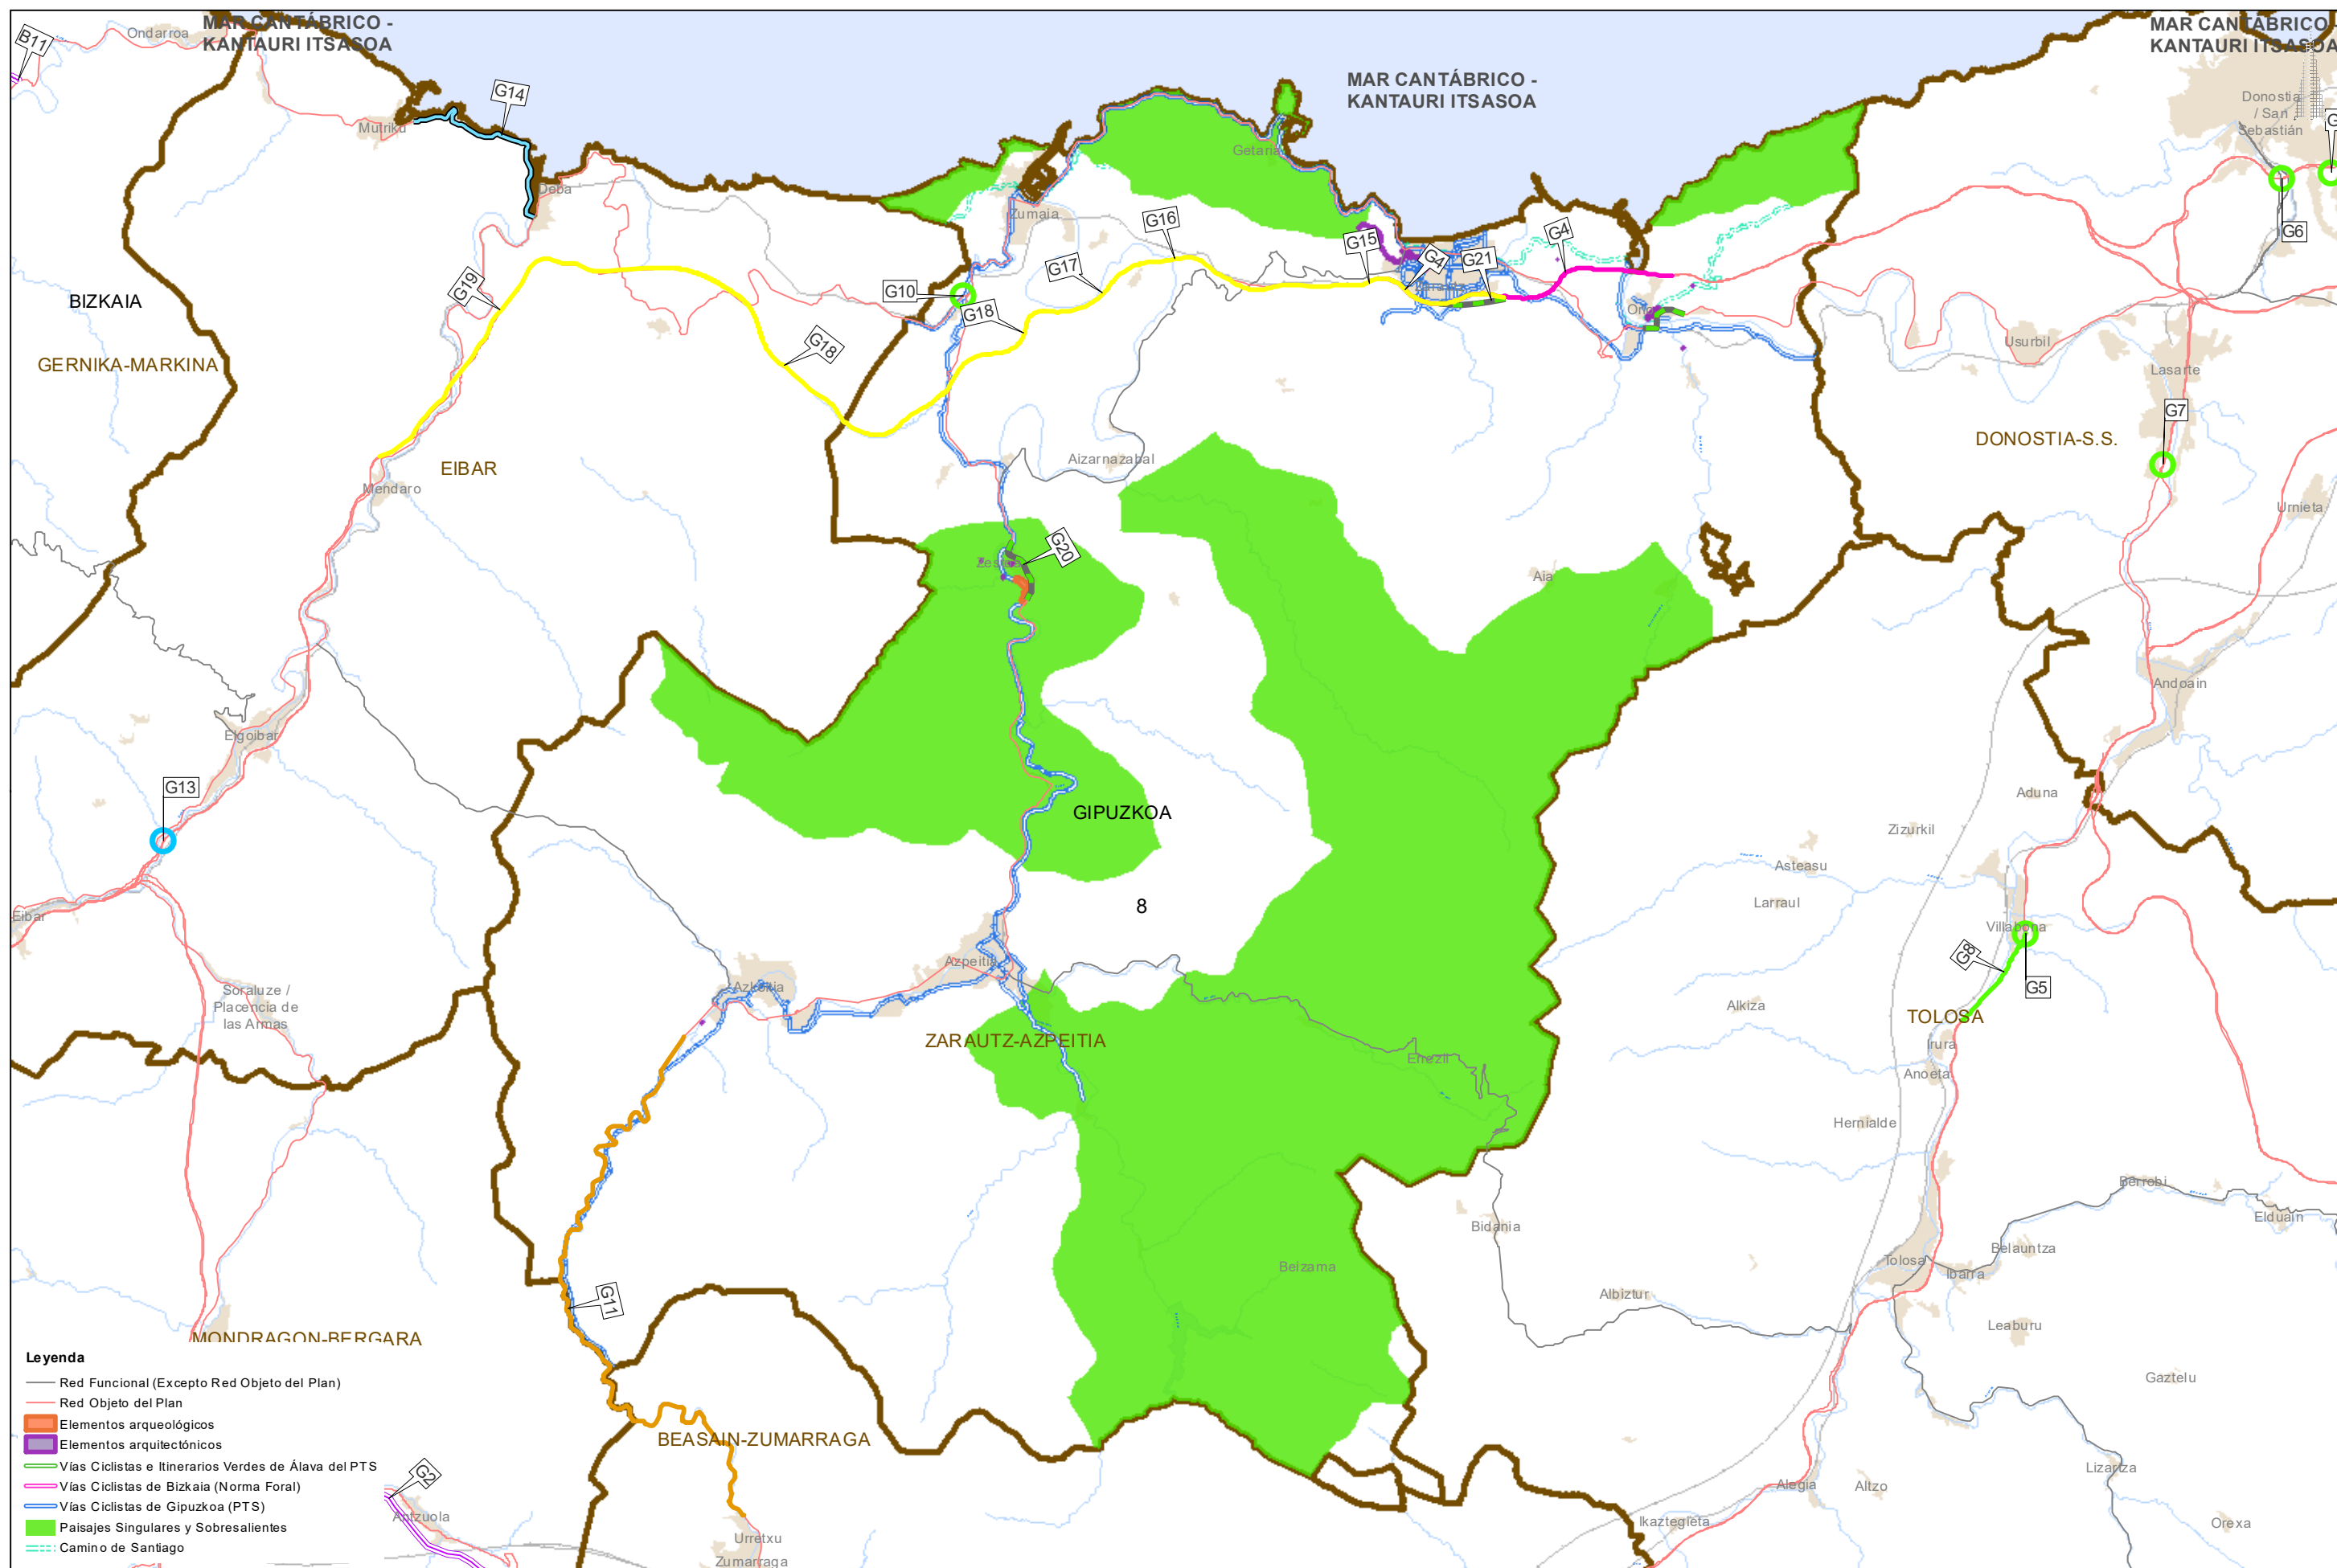 MAR CANTÁBRICO -
KANTAURI ITSASOA
MAR CANTÁBRICO -
KANTAURI ITSASOA
MAR CANTÁBRICO -
KANTAURI ITSASOA
Ondarroa
B11
G14
Mutriku
Deba
Getaria
Donostia
/ San
Sebastián
G
G6
Zumaia
G16
G15
G4
G21
G4
G17
G10
G18
G19
G18
BIZKAIA
GERNIKA-MARKINA
EIBAR
Mendaro
Aizarnazabal
Usurbil
Lasarte
G7
DONOSTIA-S.S.
Urnieta
G20
Aia
Andoain
Elgoibar
G13
GIPUZKOA
8
Aduna
Zizurkil
Asteasu
Larraul
Villabona
G8
G5
Alkiza
TOLOSA
Irura
Anoeta
Eibar
Soraluze /
Placencia de
las Armas
Azpeitia
Azkoitia
ZARAUTZ-AZPEITIA
Errezil
Hernialde
Berrobi
Elduain
Bidania
Belauntza
Tolosa
Ibarra
Beizama
Albiztur
Leaburu
G11
MONDRAGON-BERGARA
Gaztelu
BEASAIN-ZUMARRAGA
Lizartza
Alegia
Altzo
Ikaztegieta
Orexa
G2
Antzuola
Urretxu
Zumarraga
Leyenda
Red Funcional (Excepto Red Objeto del Plan)
Red Objeto del Plan
Elementos arqueológicos
Elementos arquitectónicos
Vías Ciclistas e Itinerarios Verdes de Álava del PTS
Vías Ciclistas de Bizkaia (Norma Foral)
Vías Ciclistas de Gipuzkoa (PTS)
Paisajes Singulares y Sobresalientes
Camino de Santiago